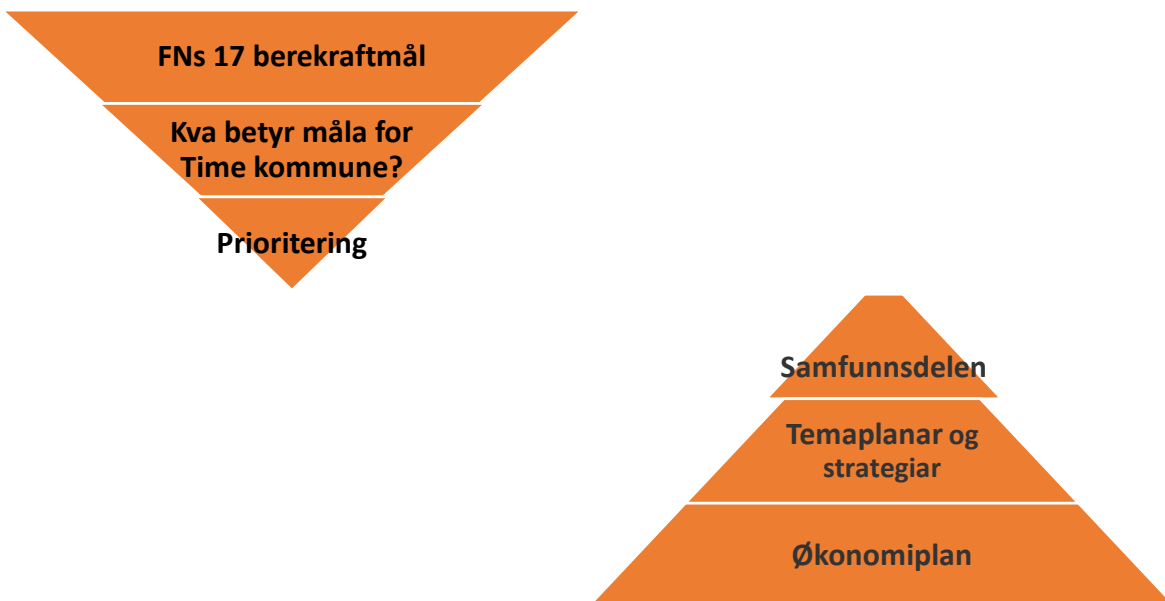 FNs 17 berekraftmål
Kva betyr måla for
Time kommune?
Prioritering
Samfunnsdelen
Temaplanar og
strategiar
Økonomiplan